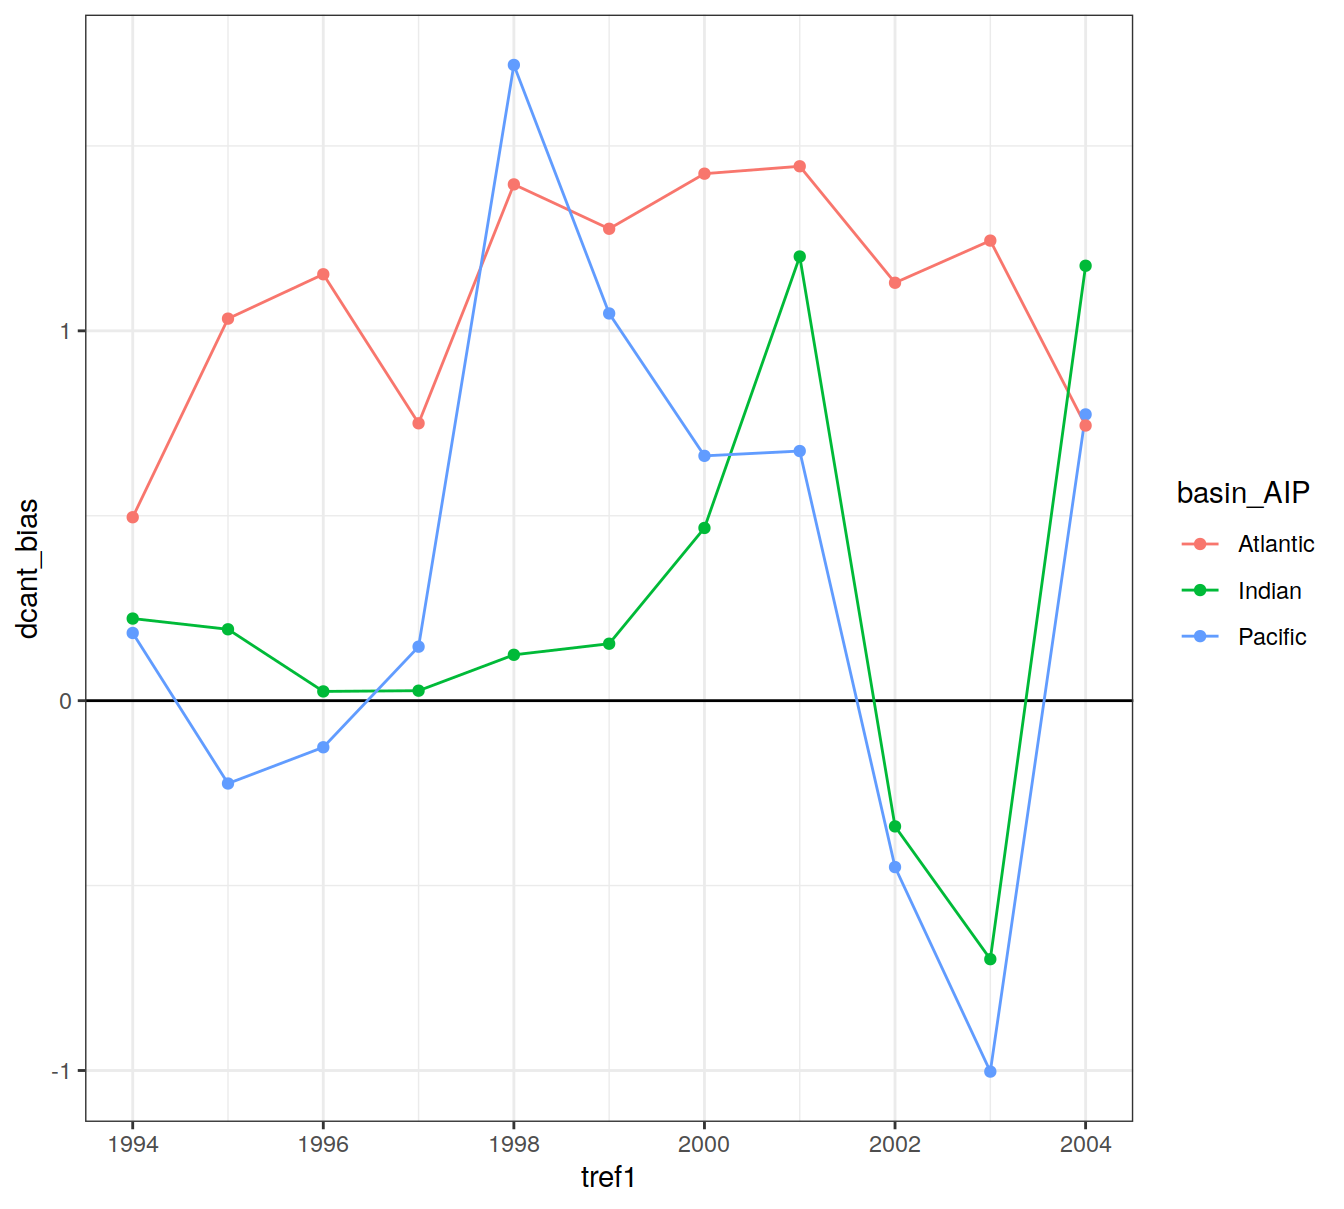 dcant_bias
1
0
-1
1994 1996 1998 2000 2002 2004
tref1
basin_AIP
Atlantic
Indian
Pacific